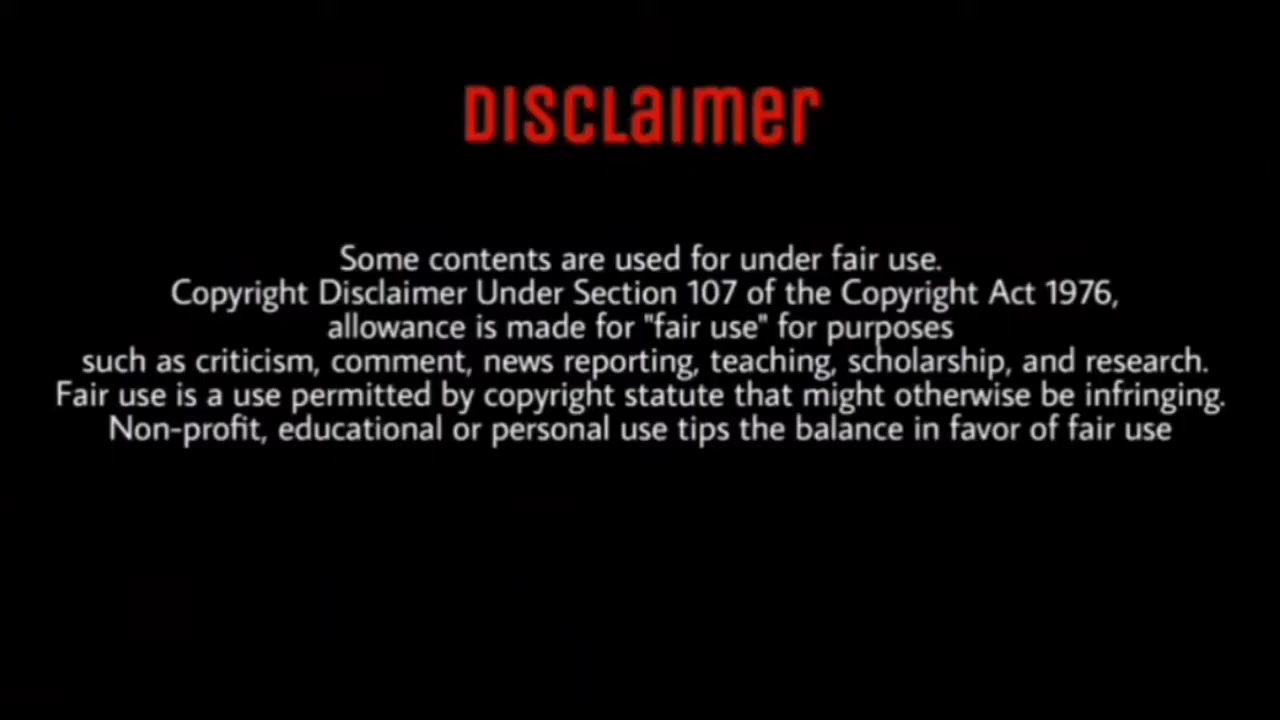 DISCLaimer
Some contents are used for under fair use.
Copyright Disclaimer Under Section 107 of the Copyright Act 1976,
allowance is made for "fair use" for purposes
such as criticism, comment, news reporting, teaching, scholarship, and research.
Fair use is a use permitted by copyright statute that might otherwise be infringing.
Non-profit, educational or personal use tips the balance in favor of fair use